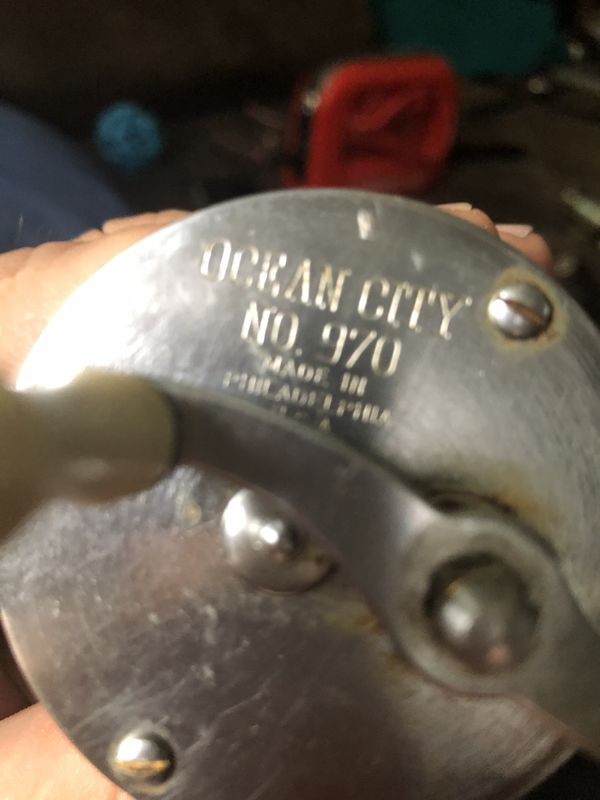 OCEAN CITY
NO. 970
MADE IN
PHILADELPHIA
U.S.A